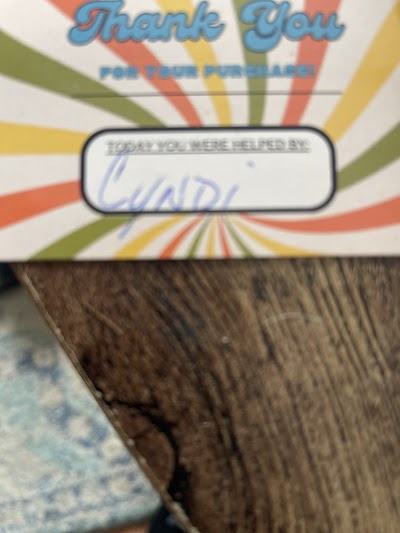 Thank You
FOR YOUR PURCHASE!
TODAY YOU WERE HELPED BY:
CYNDi